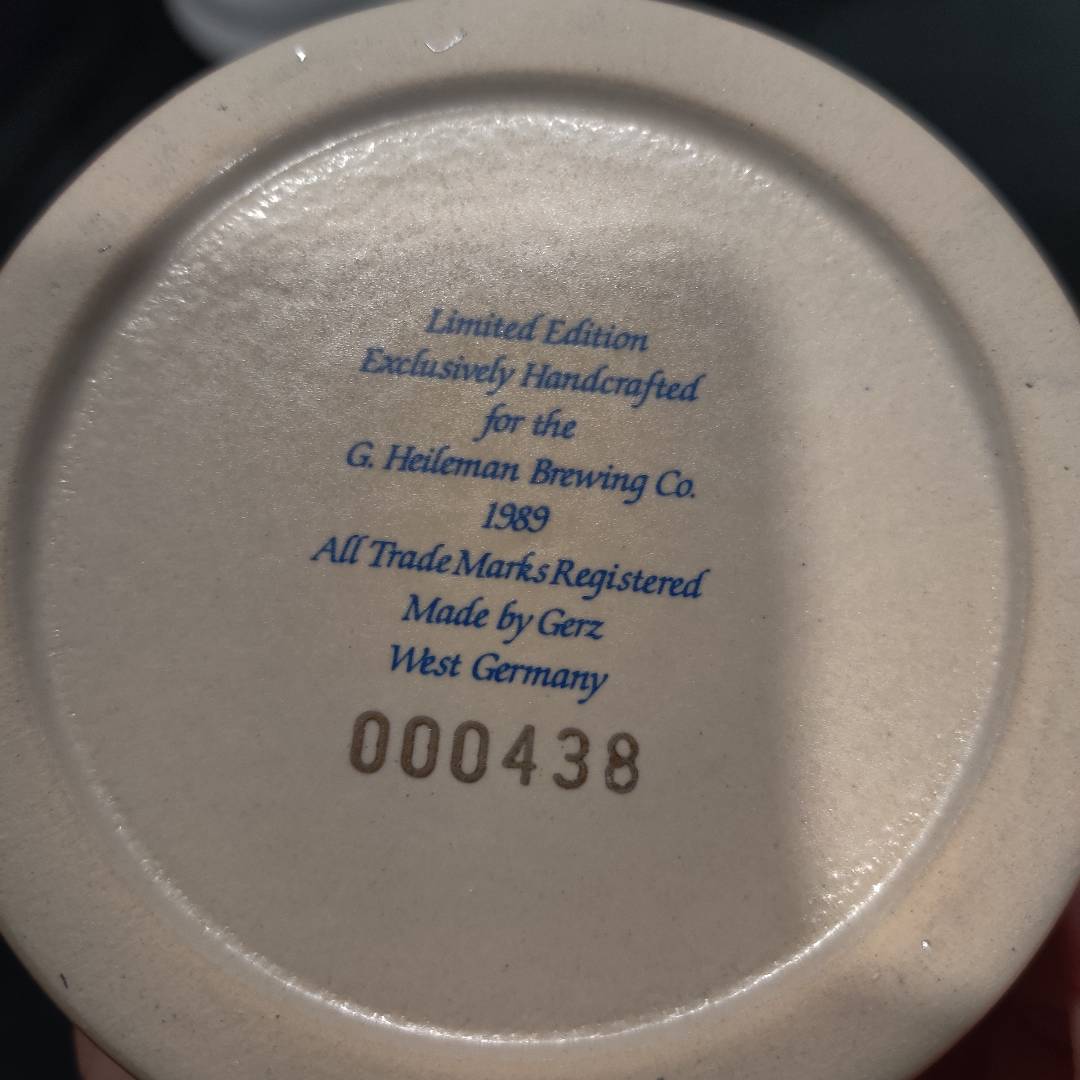 Limited Edition
Exclusively Handcrafted
for the
G. Heileman Brewing Co.
1989
All Trade Marks Registered
Made by Gerz
West Germany
000438